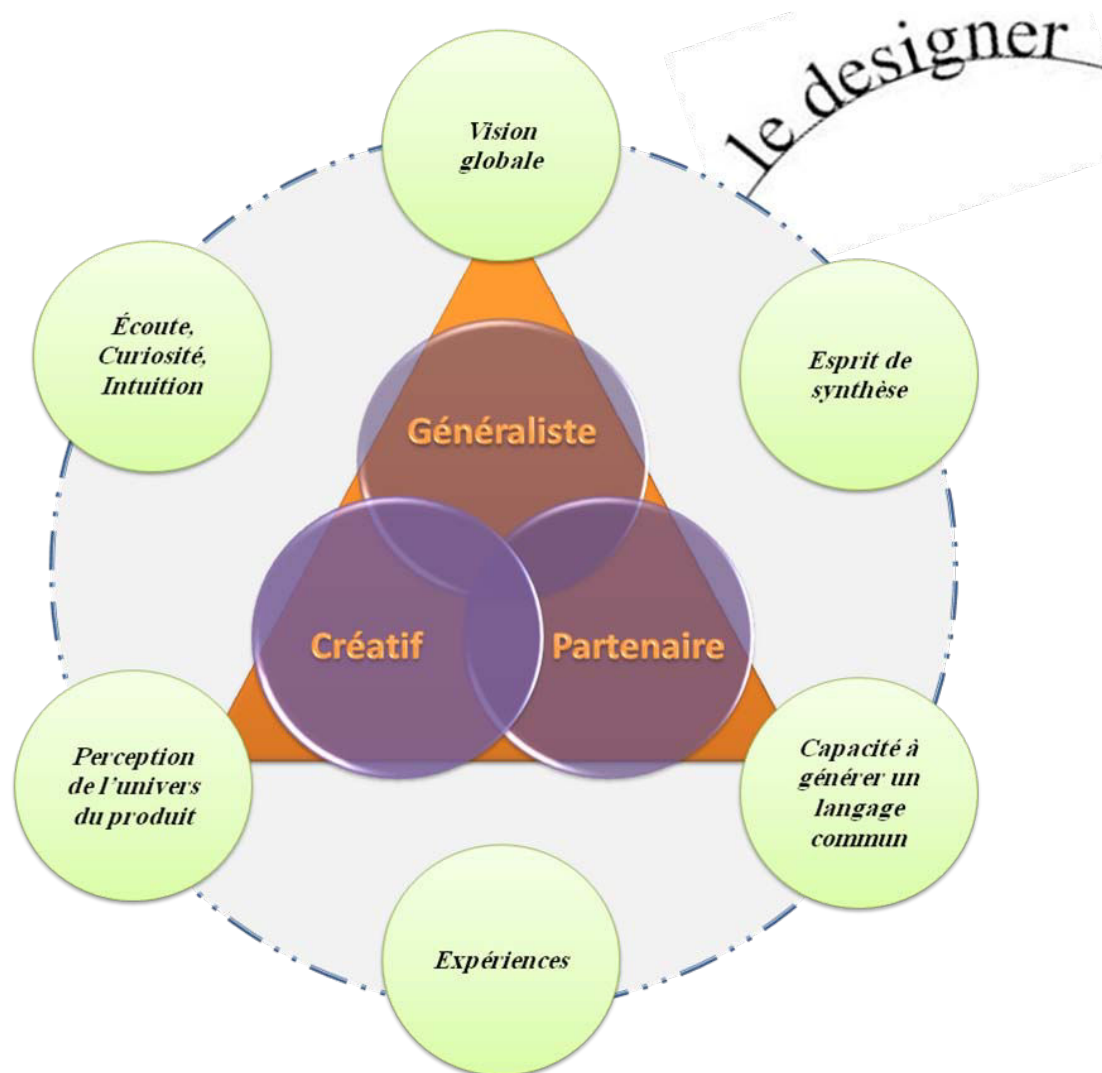 le designer
Vision
globale
Écoute,
Curiosité,
Intuition
Esprit de
synthèse
Généraliste
Créatif
Partenaire
Perception
de l’univers
du produit
Capacité à
générer un
langage
commun
Expériences